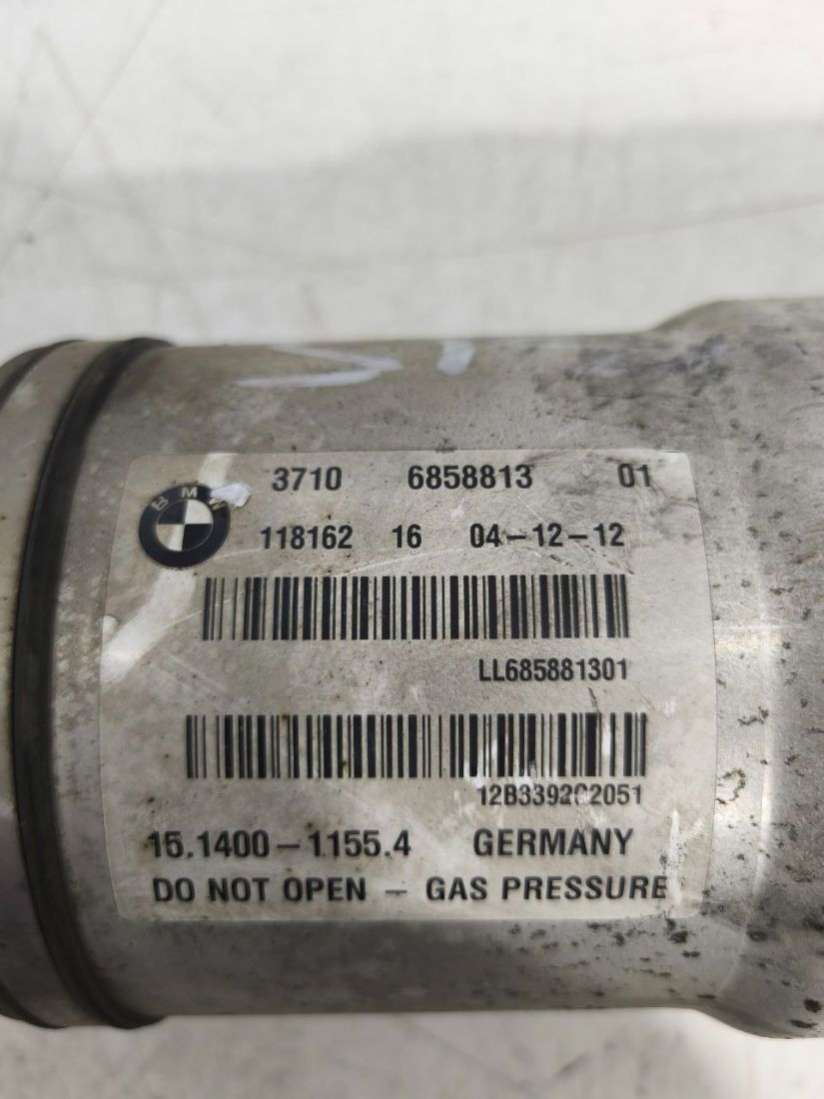 BMW
3710 6858813 01
118162 16 04-12-12
LL685881301
15.1400-1155.4 GERMANY
DO NOT OPEN - GAS PRESSURE